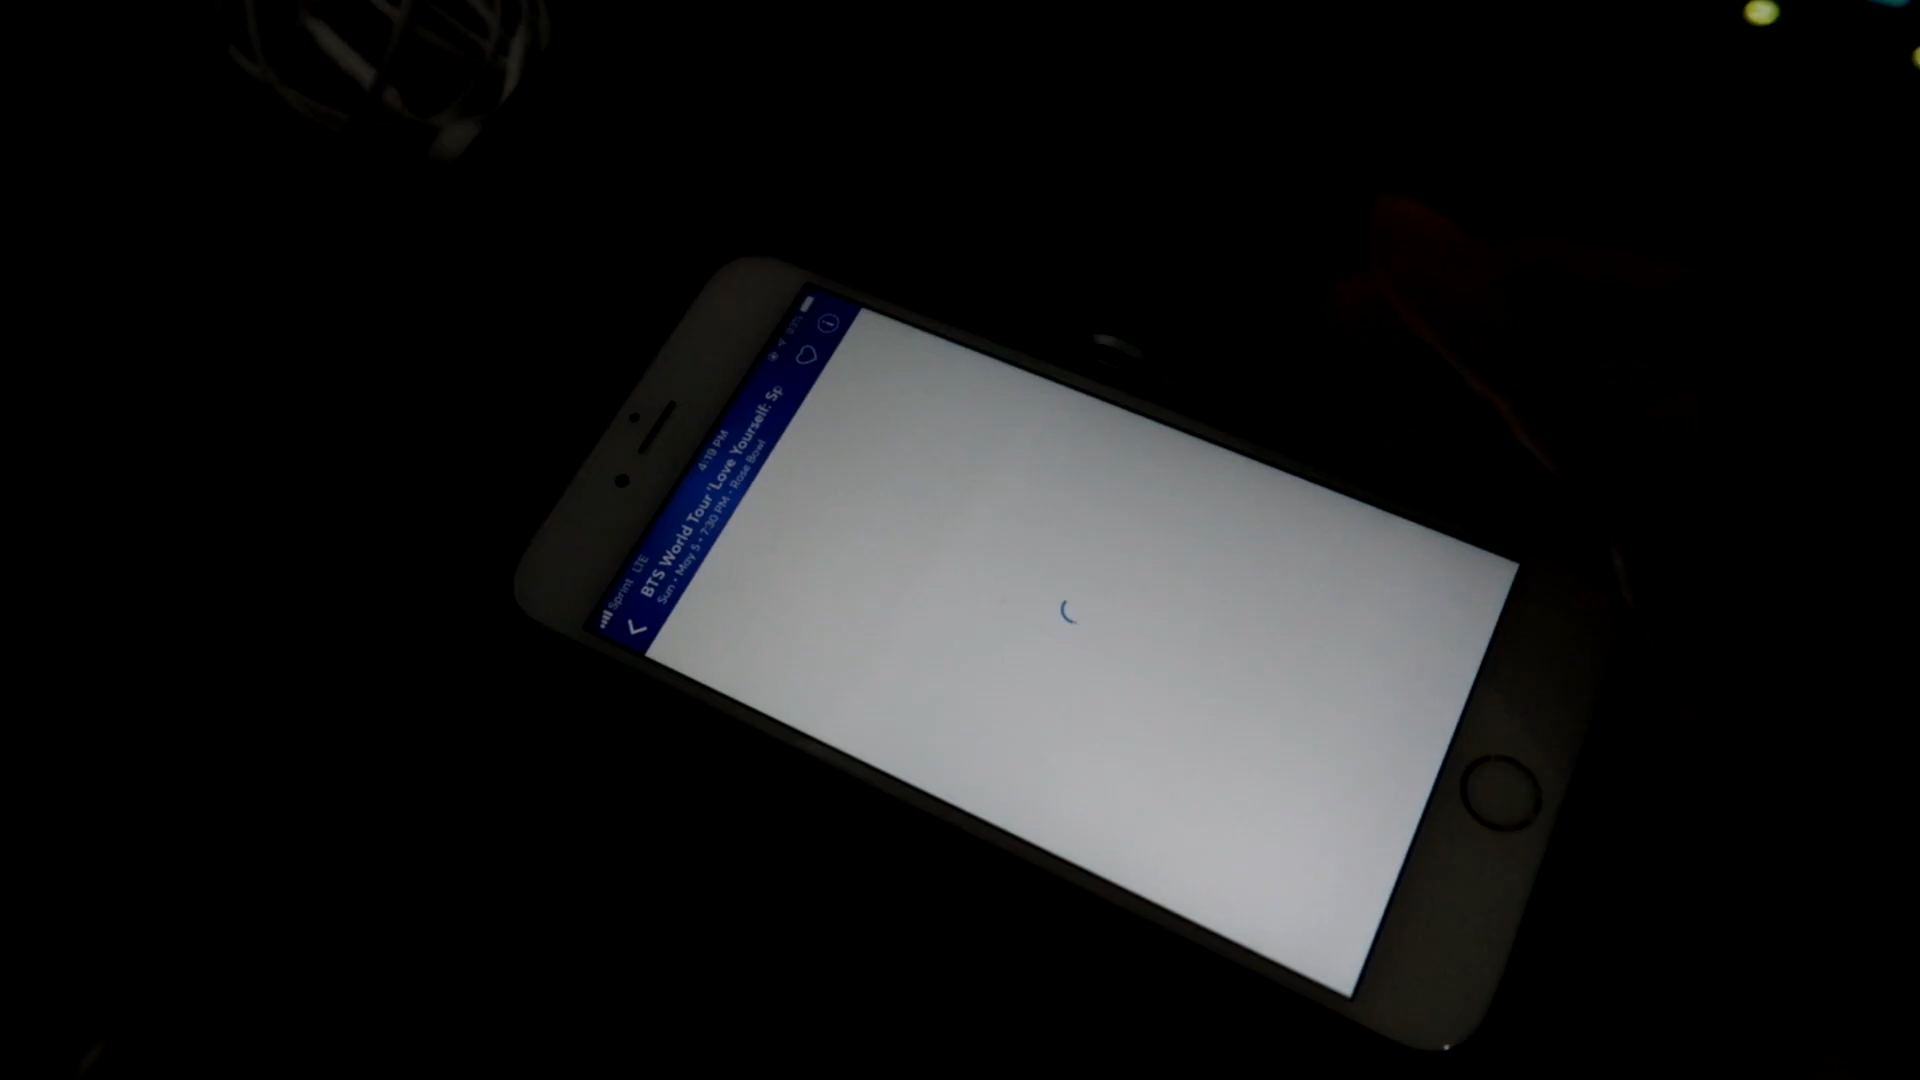 Sprint LTE 4:19 PM 93%
BTS World Tour 'Love Yourself: Sp
Sun • May 5 • 7:30 PM - Rose Bowl